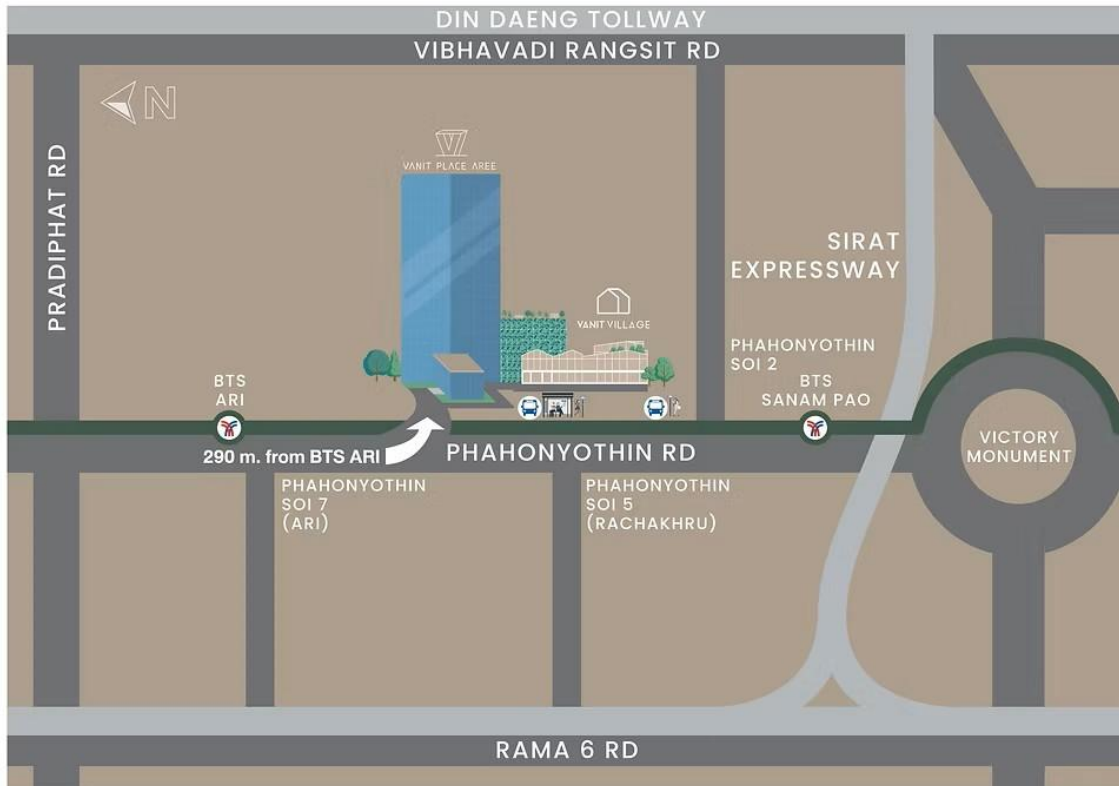 DIN DAENG TOLLWAY
VIBHAVADI RANGSIT RD
N
PRADIPHAT RD
VANIT PLACE AREE
SIRAT
EXPRESSWAY
VANIT VILLAGE
PHAHONYOTHIN
SOI 2
BTS
ARI
BTS
SANAM PAO
290 m. from BTS ARI
PHAHONYOTHIN RD
VICTORY
MONUMENT
PHAHONYOTHIN
SOI 7
(ARI)
PHAHONYOTHIN
SOI 5
(RACHAKHRU)
RAMA 6 RD